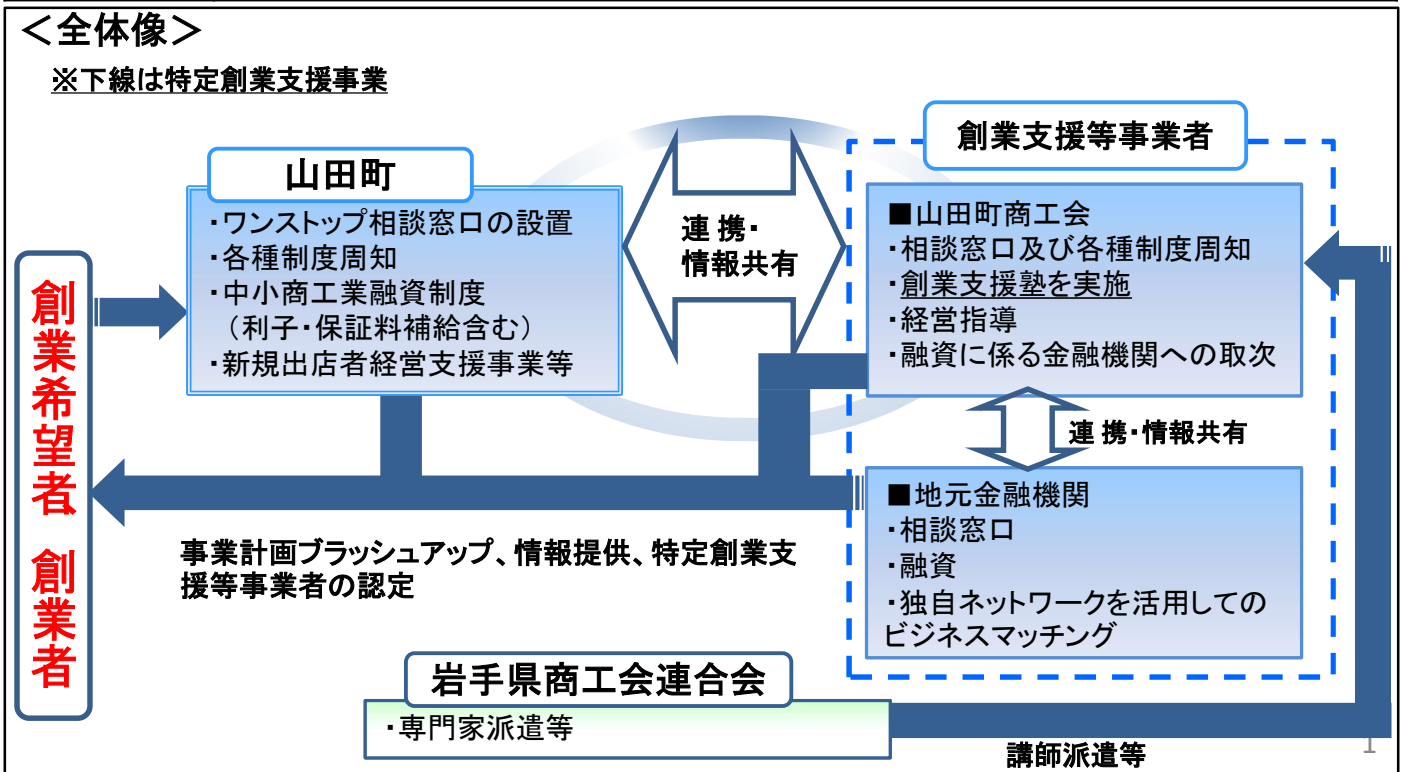 ＜全体像＞
※下線は特定創業支援事業
創業希望者、創業者
山田町
・ワンストップ相談窓口の設置
・各種制度周知
・中小商工業融資制度
（利子・保証料補給含む）
・新規出店者経営支援事業等
連携・
情報共有
創業支援等事業者
■山田町商工会
・相談窓口及び各種制度周知
・創業支援塾を実施
・経営指導
・融資に係る金融機関への取次
連携・情報共有
■地元金融機関
・相談窓口
・融資
・独自ネットワークを活用しての
ビジネスマッチング
事業計画ブラッシュアップ、情報提供、特定創業支
援等事業者の認定
岩手県商工会連合会
・専門家派遣等
講師派遣等
1